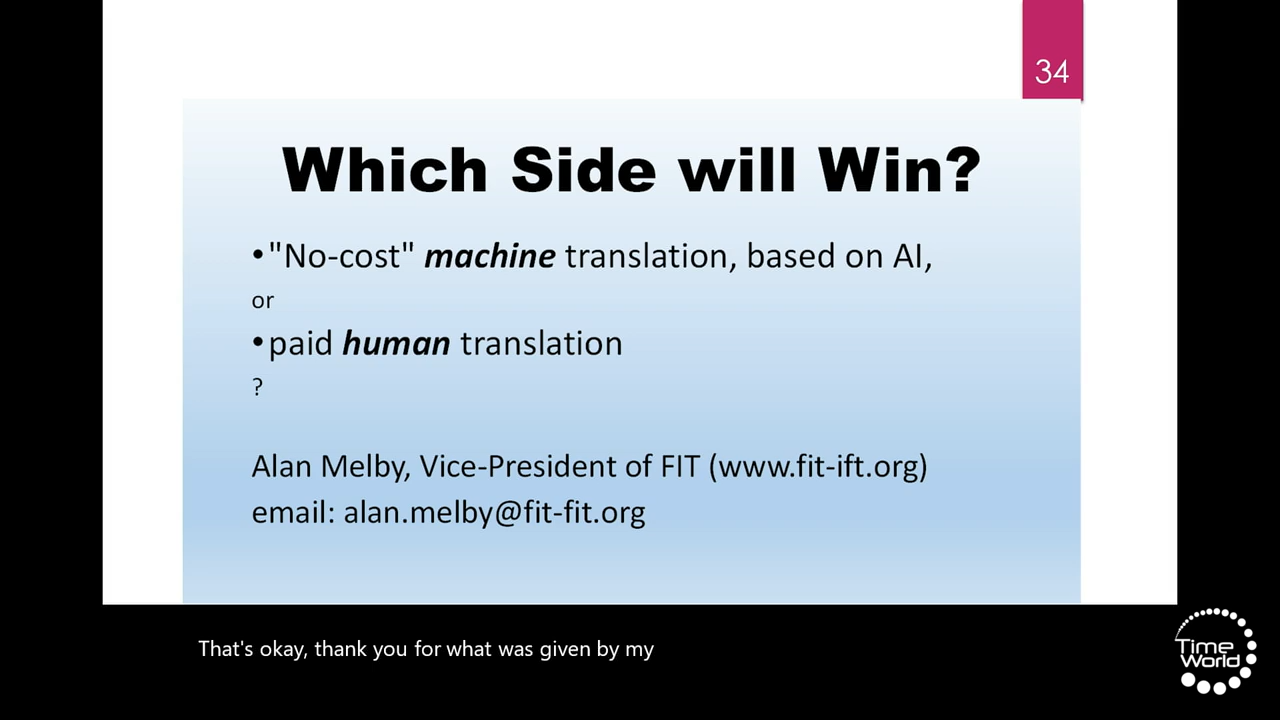 34
Which Side will Win?
•"No-cost" machine translation, based on AI,
or
•paid human translation
?
Alan Melby, Vice-President of FIT (www.fit-ift.org)
email: alan.melby@fit-fit.org
That's okay, thank you for what was given by my
Time
World